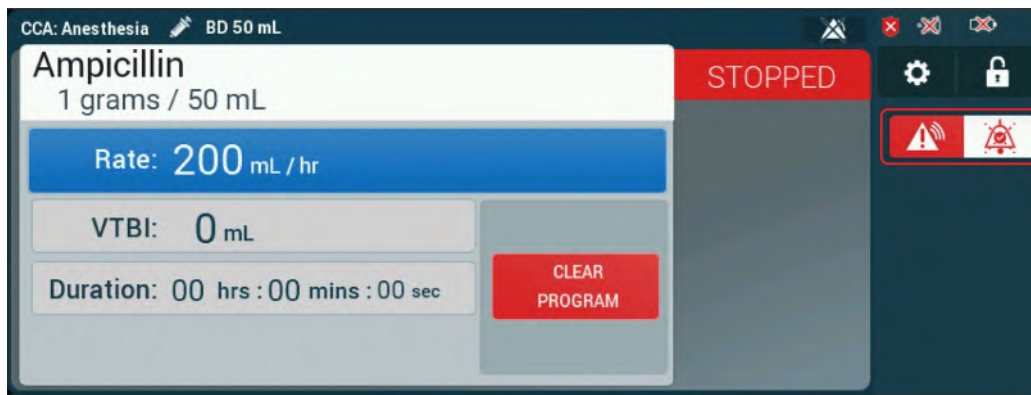 CCA: Anesthesia BD 50 mL
Ampicillin
1 grams / 50 mL
STOPPED
Rate: 200 mL / hr
VTBI: 0 mL
Duration: 00 hrs : 00 mins : 00 sec
CLEAR
PROGRAM